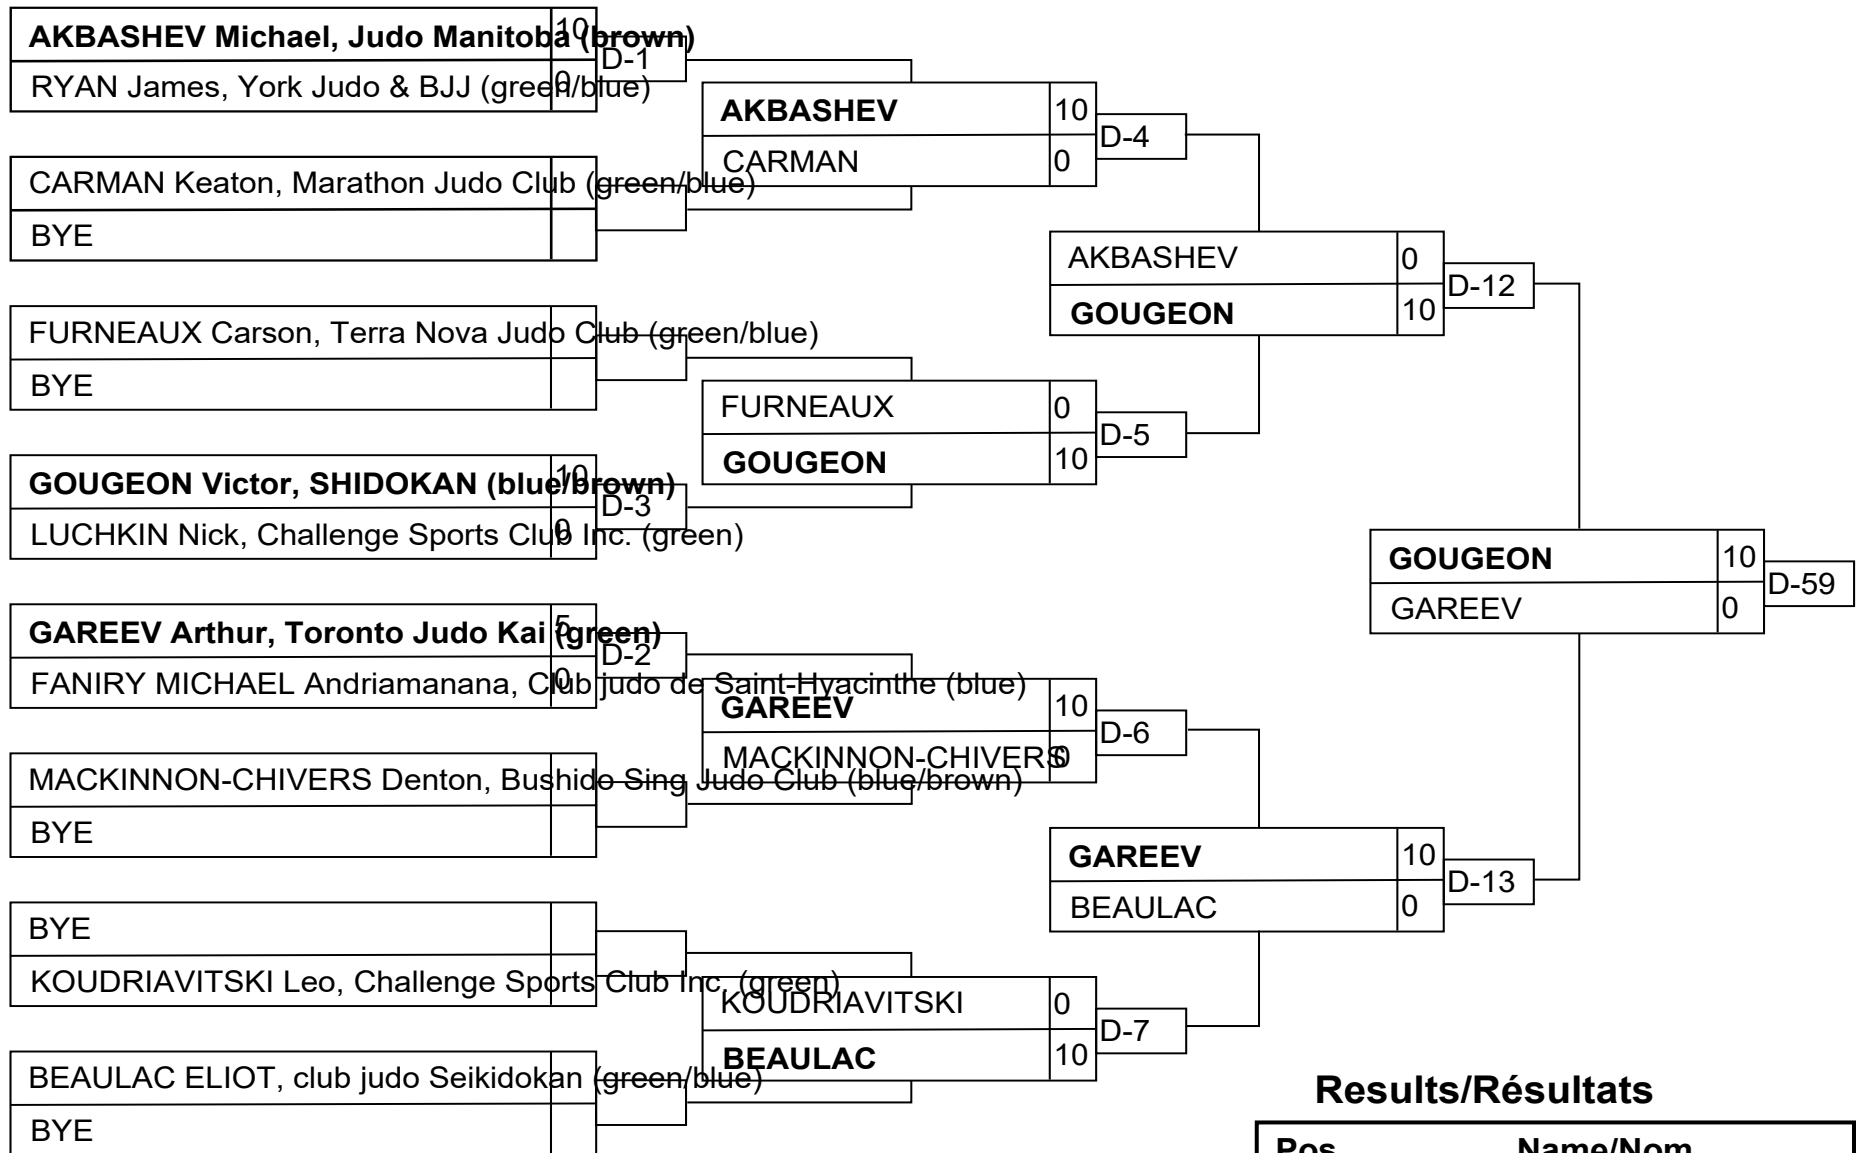 AKBASHEV Michael, Judo Manitoba (brown) 10
D-1
RYAN James, York Judo & BJJ (green/blue) 0
AKBASHEV 10
D-4
CARMAN 0
CARMAN Keaton, Marathon Judo Club (green/blue)
BYE
AKBASHEV 0
D-12
GOUGEON 10
FURNEAUX Carson, Terra Nova Judo Club (green/blue)
BYE
FURNEAUX 0
D-5
GOUGEON 10
GOUGEON Victor, SHIDOKAN (blue/brown) 10
D-3
LUCHKIN Nick, Challenge Sports Club Inc. (green) 0
GOUGEON 10
D-59
GAREEV 0
GAREEV Arthur, Toronto Judo Kai (green) 5
D-2
FANIRY MICHAEL Andriamanana, Club judo de Saint-Hyacinthe (blue) 0
GAREEV 10
D-6
MACKINNON-CHIVERS 0
MACKINNON-CHIVERS Denton, Bushido Sing Judo Club (blue/brown)
BYE
GAREEV 10
D-13
BEAULAC 0
BYE
KOUDRIAVITSKI Leo, Challenge Sports Club Inc. (green)
KOUDRIAVITSKI 0
D-7
BEAULAC 10
BEAULAC ELIOT, club judo Seikidokan (green/blue)
BYE
Results/Résultats
Pos Name/Nom